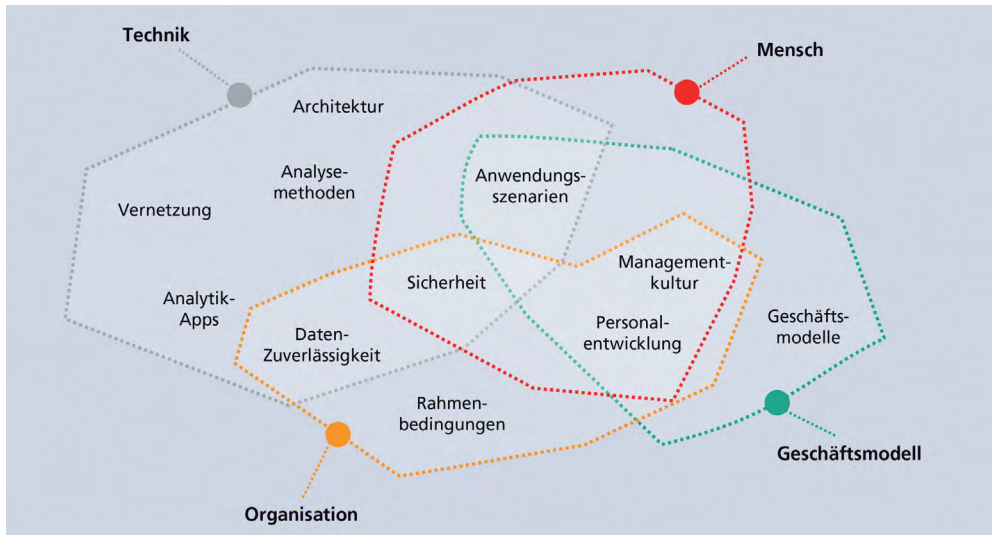 Technik
Mensch
Architektur
Analyse-
methoden
Anwendungs-
szenarien
Vernetzung
Management-
kultur
Sicherheit
Analytik-
Apps
Geschäfts-
modelle
Personal-
entwicklung
Daten-
Zuverlässigkeit
Rahmen-
bedingungen
Geschäftsmodell
Organisation